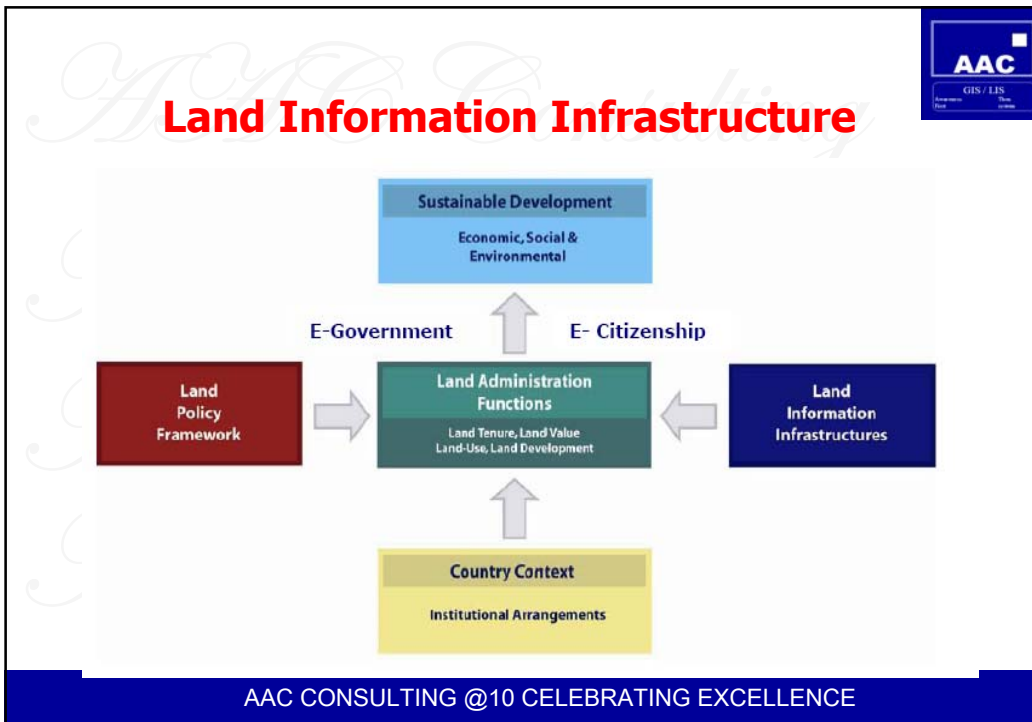 AAC
GIS / LIS
AAC Consulting
Land Information Infrastructure
Sustainable Development
Economic, Social &
Environmental
E-Government
E- Citizenship
Land
Policy
Framework
Land Administration
Functions
Land Tenure, Land Value
Land-Use, Land Development
Land
Information
Infrastructures
Country Context
Institutional Arrangements
AAC CONSULTING @10 CELEBRATING EXCELLENCE